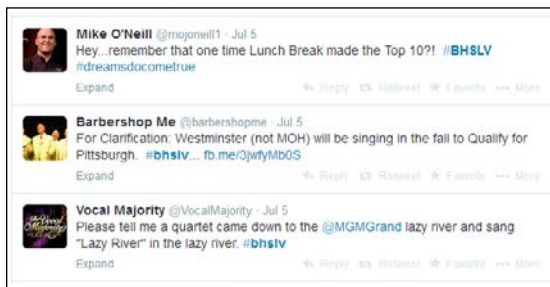 Mike O'Neill @mojoneill1 · Jul 5
Hey...remember that one time Lunch Break made the Top 10?! #BHSLV
#dreamsdocometrue
Expand Reply Retweet Favorite More
Barbershop Me @barbershopme · Jul 5
For Clarification: Westminster (not MOH) will be singing in the fall to Qualify for
Pittsburgh. #bhslv... fb.me/3jwfyMb0S
Expand Reply Retweet Favorite More
The Vocal Majority
Vocal Majority @VocalMajority · Jul 5
Please tell me a quartet came down to the @MGMGrand lazy river and sang
"Lazy River" in the lazy river. #bhslv
Expand Reply Retweet Favorite More